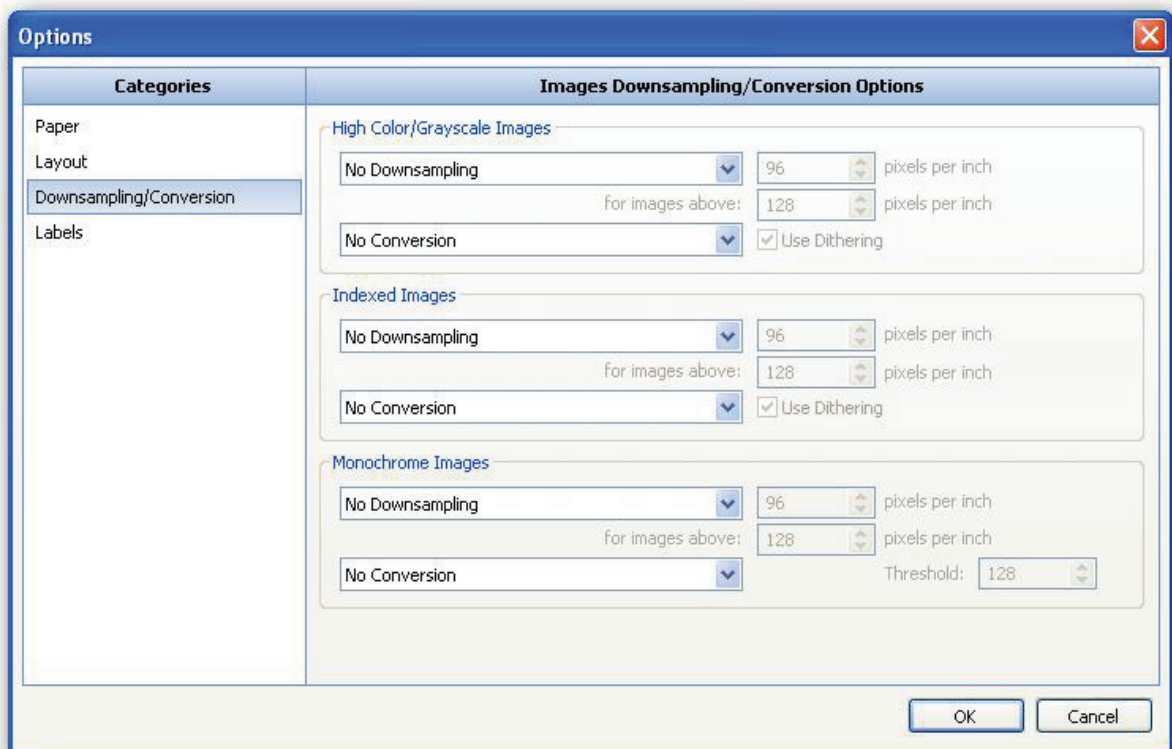 Options
Categories
Images Downsampling/Conversion Options
Paper
Layout
Downsampling/Conversion
Labels
High Color/Grayscale Images
No Downsampling 96 pixels per inch
for images above: 128 pixels per inch
No Conversion Use Dithering
Indexed Images
No Downsampling 96 pixels per inch
for images above: 128 pixels per inch
No Conversion Use Dithering
Monochrome Images
No Downsampling 96 pixels per inch
for images above: 128 pixels per inch
No Conversion Threshold: 128
OK Cancel